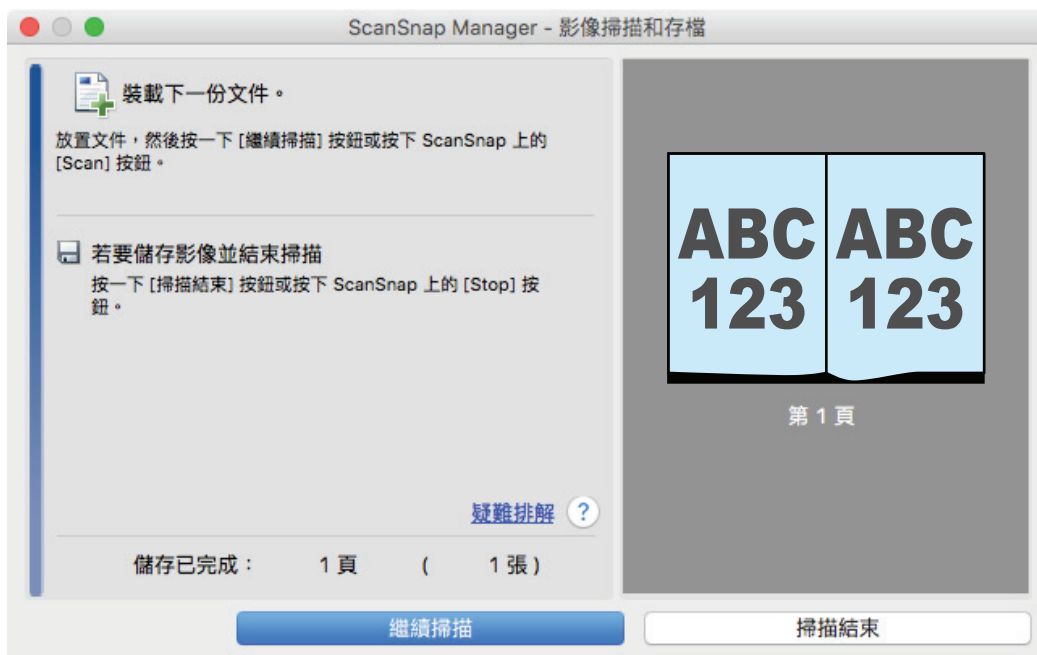 ScanSnap Manager - 影像掃描和存檔
裝載下一份文件。
放置文件，然後按一下 [繼續掃描] 按鈕或按下 ScanSnap 上的
[Scan] 按鈕。
若要儲存影像並結束掃描
按一下 [掃描結束] 按鈕或按下 ScanSnap 上的 [Stop] 按
鈕。
疑難排解 ?
儲存已完成： 1 頁 ( 1 張 )
ABC ABC
123 123
第 1 頁
繼續掃描 掃描結束